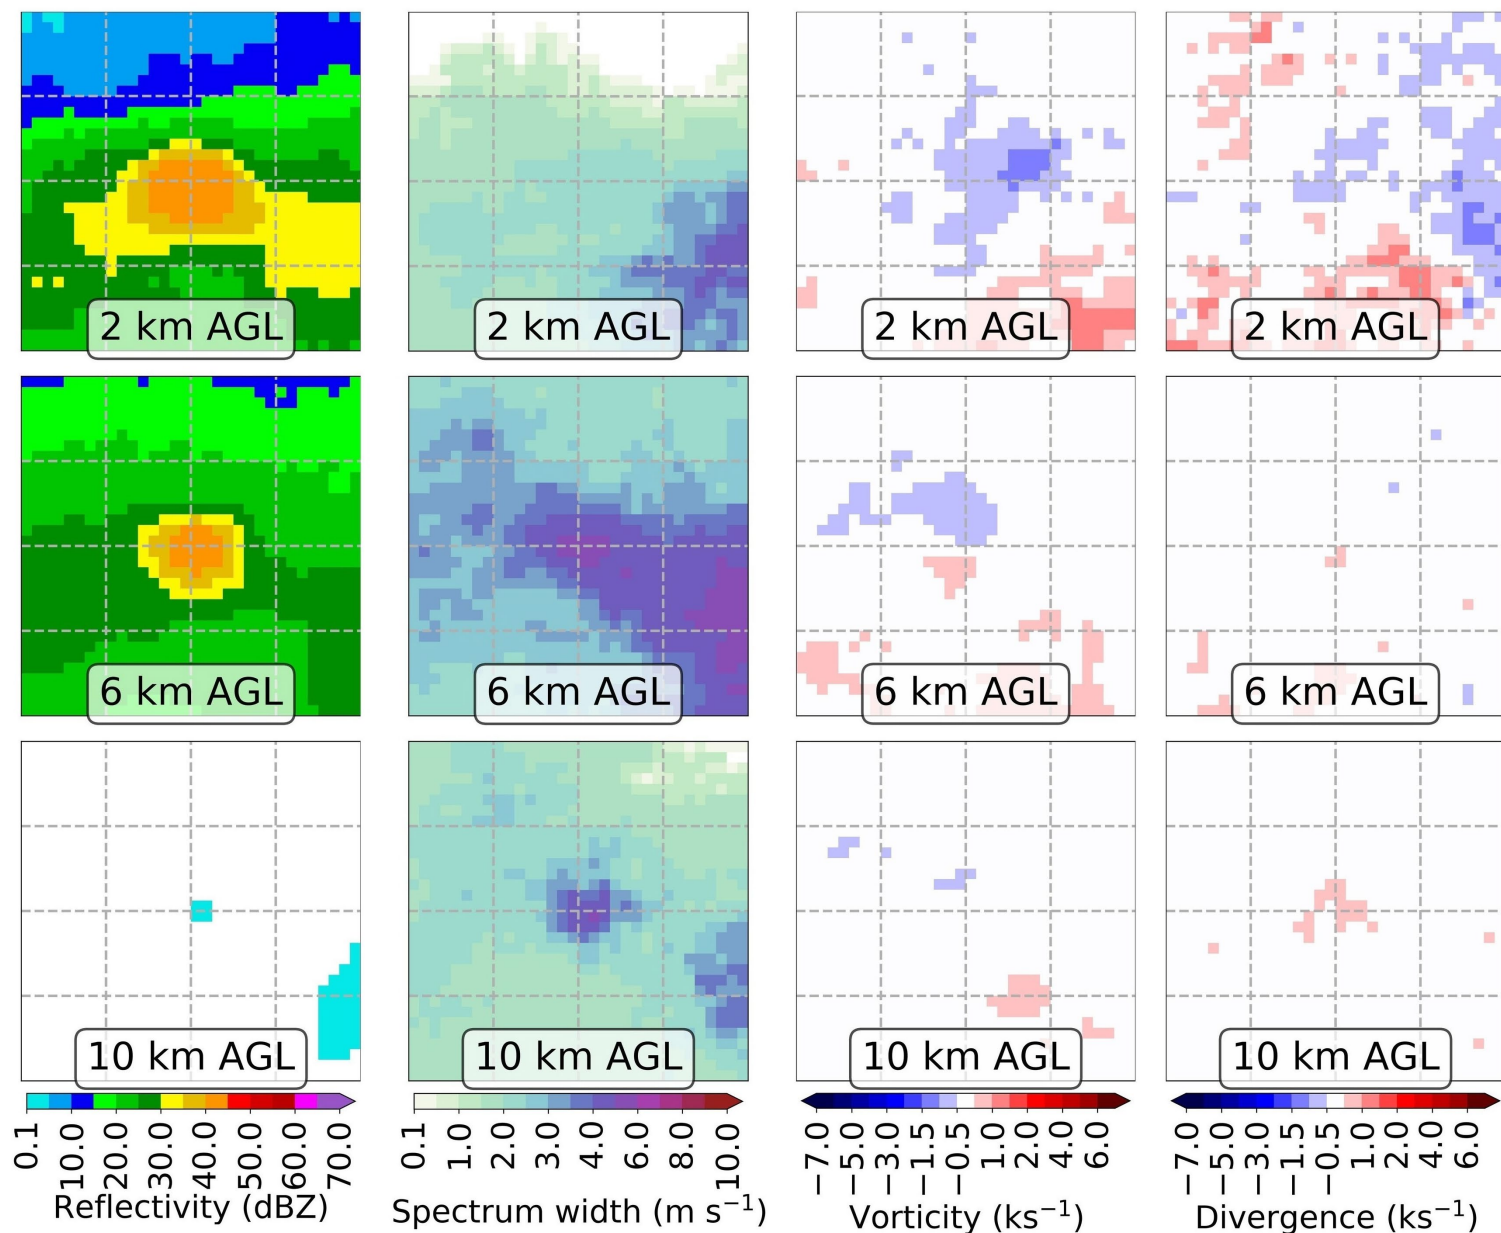 2 km AGL 2 km AGL 2 km AGL 2 km AGL
6 km AGL 6 km AGL 6 km AGL 6 km AGL
10 km AGL 10 km AGL 10 km AGL 10 km AGL
0.1 10.0 20.0 30.0 40.0 50.0 60.0 70.0
Reflectivity (dBZ)
0.1 1.0 2.0 3.0 4.0 6.0 8.0 10.0
Spectrum width (m s⁻¹)
−7.0 −5.0 −3.0 −1.5 −0.5 1.0 2.0 4.0 6.0
Vorticity (ks⁻¹)
−7.0 −5.0 −3.0 −1.5 −0.5 1.0 2.0 4.0 6.0
Divergence (ks⁻¹)